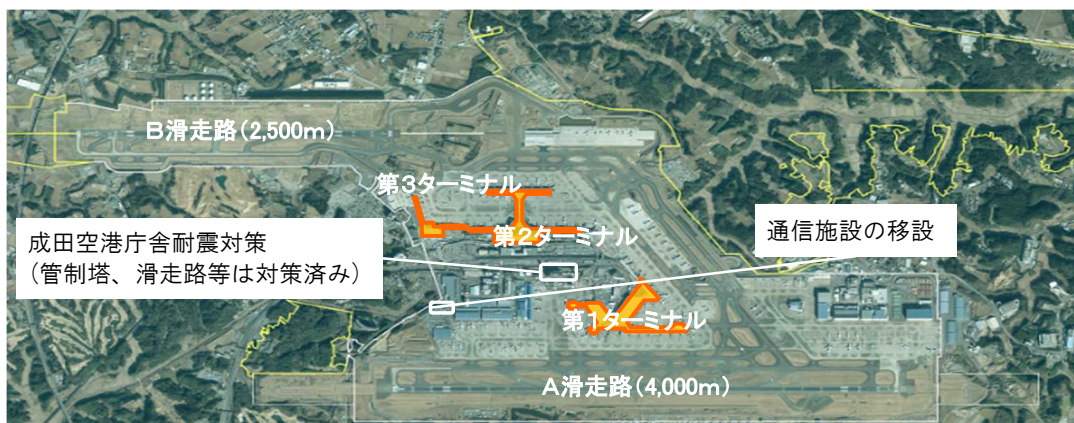 B滑走路(2,500m)
第3ターミナル
第2ターミナル
成田空港庁舎耐震対策
(管制塔、滑走路等は対策済み)
通信施設の移設
第1ターミナル
A滑走路(4,000m)